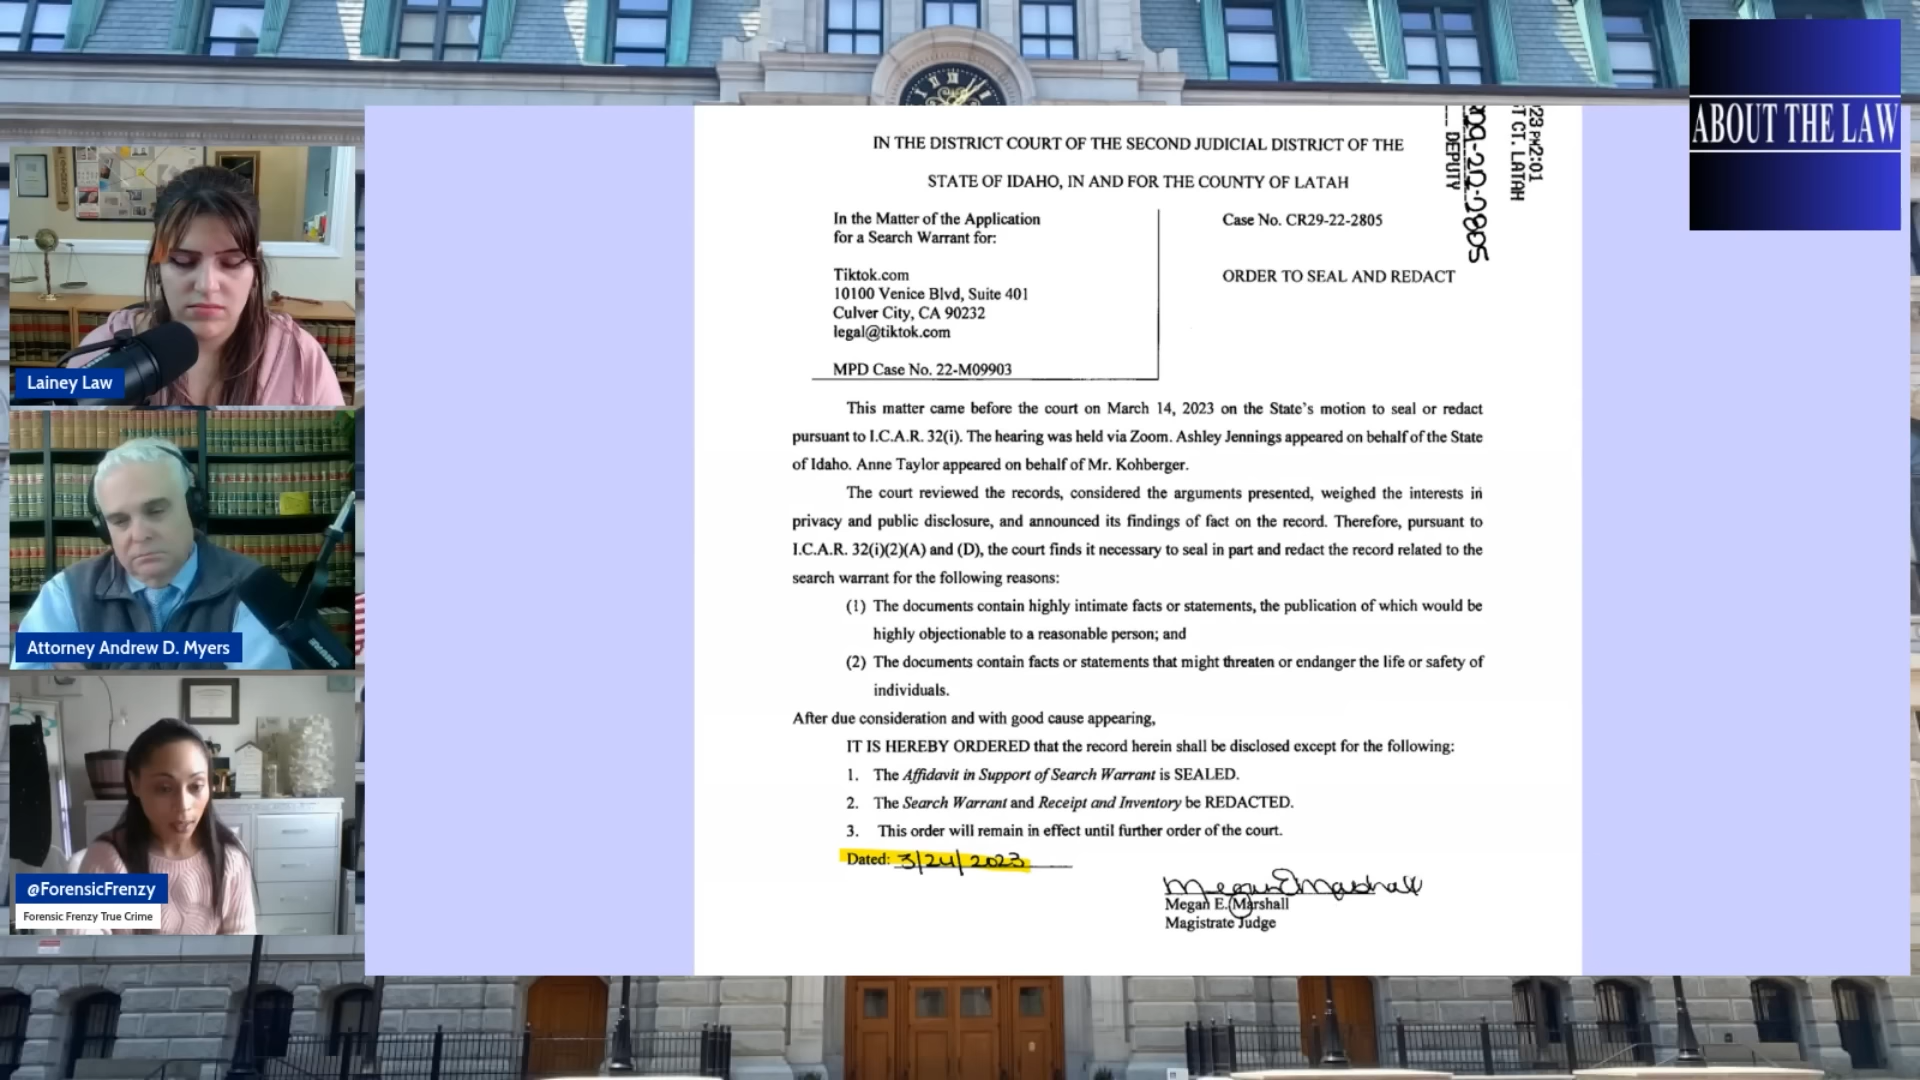 ABOUT THE LAW
Lainey Law
Attorney Andrew D. Myers
@ForensicFrenzy
Forensic Frenzy True Crime
23 PM 2:01
T CT. LATAH
22-2805
DEPUTY
IN THE DISTRICT COURT OF THE SECOND JUDICIAL DISTRICT OF THE
STATE OF IDAHO, IN AND FOR THE COUNTY OF LATAH
In the Matter of the Application
for a Search Warrant for:
Tiktok.com
10100 Venice Blvd, Suite 401
Culver City, CA 90232
legal@tiktok.com
MPD Case No. 22-M09903
Case No. CR29-22-2805
ORDER TO SEAL AND REDACT
This matter came before the court on March 14, 2023 on the State's motion to seal or redact
pursuant to I.C.A.R. 32(i). The hearing was held via Zoom. Ashley Jennings appeared on behalf of the State
of Idaho. Anne Taylor appeared on behalf of Mr. Kohberger.
The court reviewed the records, considered the arguments presented, weighed the interests in
privacy and public disclosure, and announced its findings of fact on the record. Therefore, pursuant to
I.C.A.R. 32(i)(2)(A) and (D), the court finds it necessary to seal in part and redact the record related to the
search warrant for the following reasons:
(1) The documents contain highly intimate facts or statements, the publication of which would be
highly objectionable to a reasonable person; and
(2) The documents contain facts or statements that might threaten or endanger the life or safety of
individuals.
After due consideration and with good cause appearing,
IT IS HEREBY ORDERED that the record herein shall be disclosed except for the following:
1. The Affidavit in Support of Search Warrant is SEALED.
2. The Search Warrant and Receipt and Inventory be REDACTED.
3. This order will remain in effect until further order of the court.
Dated: 3/24/2023
Megan E Marshall
Megan E. Marshall
Magistrate Judge